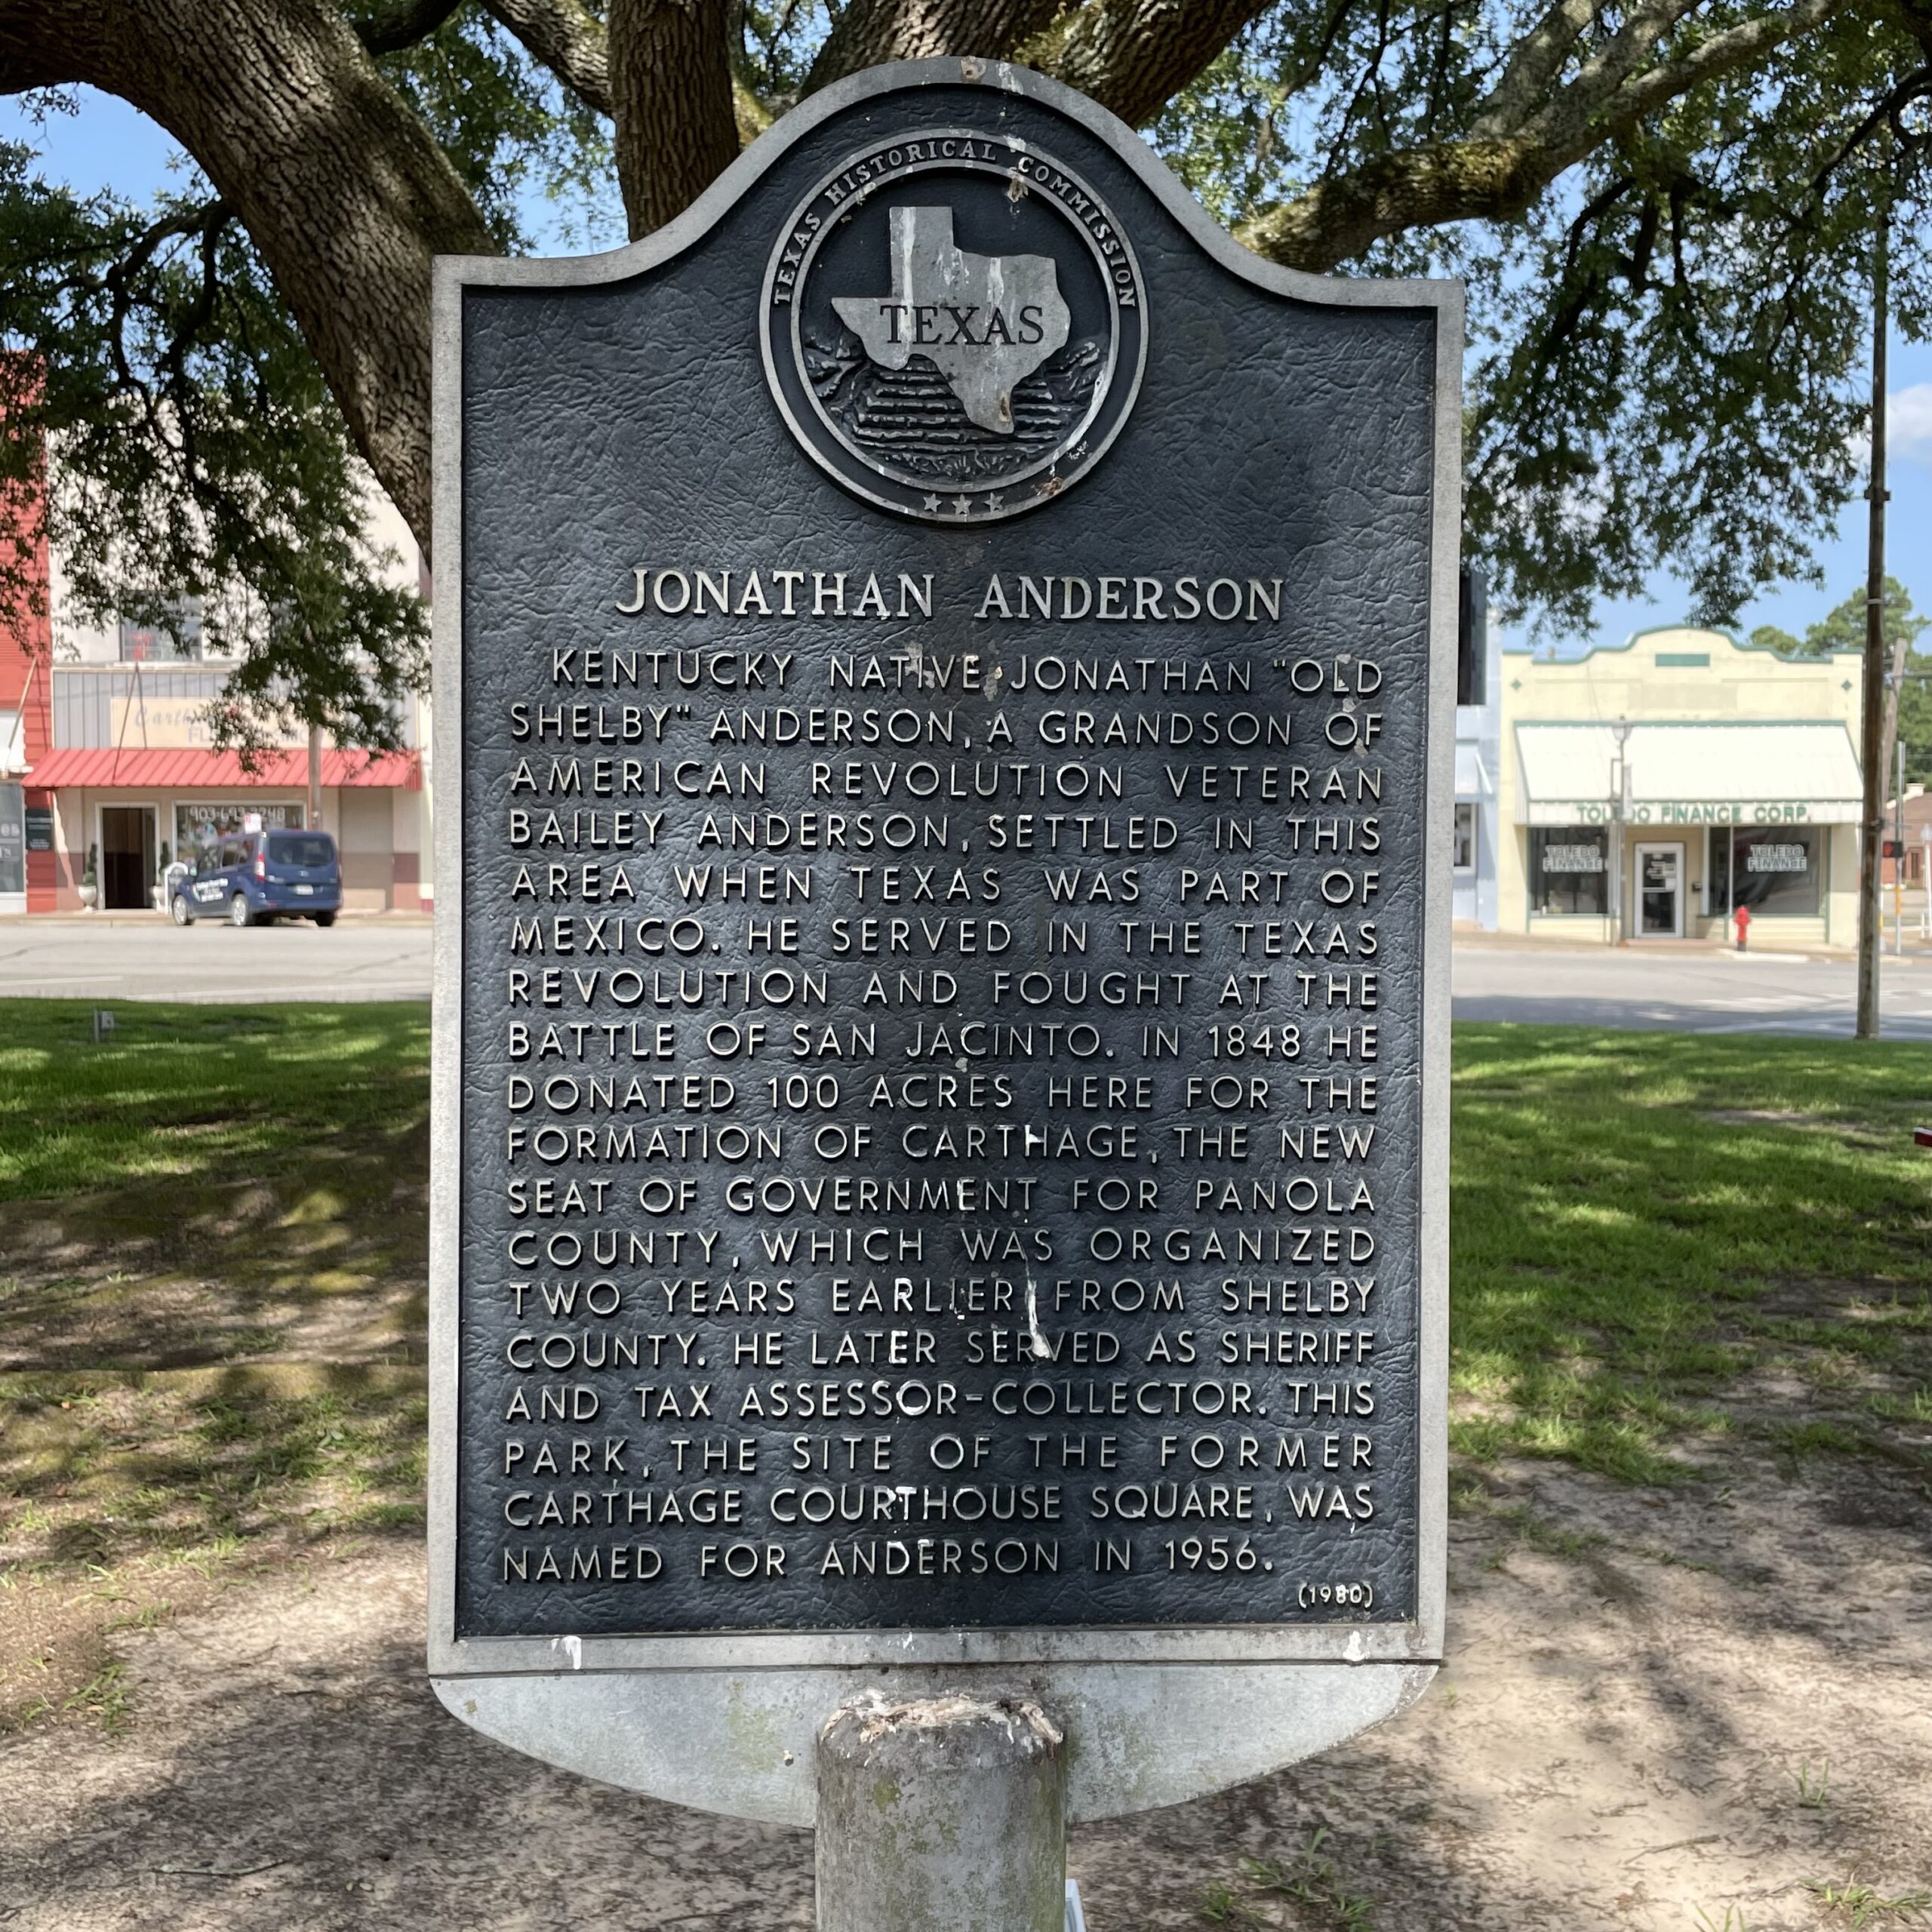 TEXAS HISTORICAL COMMISSION
TEXAS
JONATHAN ANDERSON
KENTUCKY NATIVE JONATHAN "OLD
SHELBY" ANDERSON, A GRANDSON OF
AMERICAN REVOLUTION VETERAN
BAILEY ANDERSON, SETTLED IN THIS
AREA WHEN TEXAS WAS PART OF
MEXICO. HE SERVED IN THE TEXAS
REVOLUTION AND FOUGHT AT THE
BATTLE OF SAN JACINTO. IN 1848 HE
DONATED 100 ACRES HERE FOR THE
FORMATION OF CARTHAGE, THE NEW
SEAT OF GOVERNMENT FOR PANOLA
COUNTY, WHICH WAS ORGANIZED
TWO YEARS EARLIER FROM SHELBY
COUNTY. HE LATER SERVED AS SHERIFF
AND TAX ASSESSOR-COLLECTOR. THIS
PARK, THE SITE OF THE FORMER
CARTHAGE COURTHOUSE SQUARE, WAS
NAMED FOR ANDERSON IN 1956.
(1980)
TOLEDO FINANCE CORP.
TOLEDO
FINANCE
TOLEDO
FINANCE